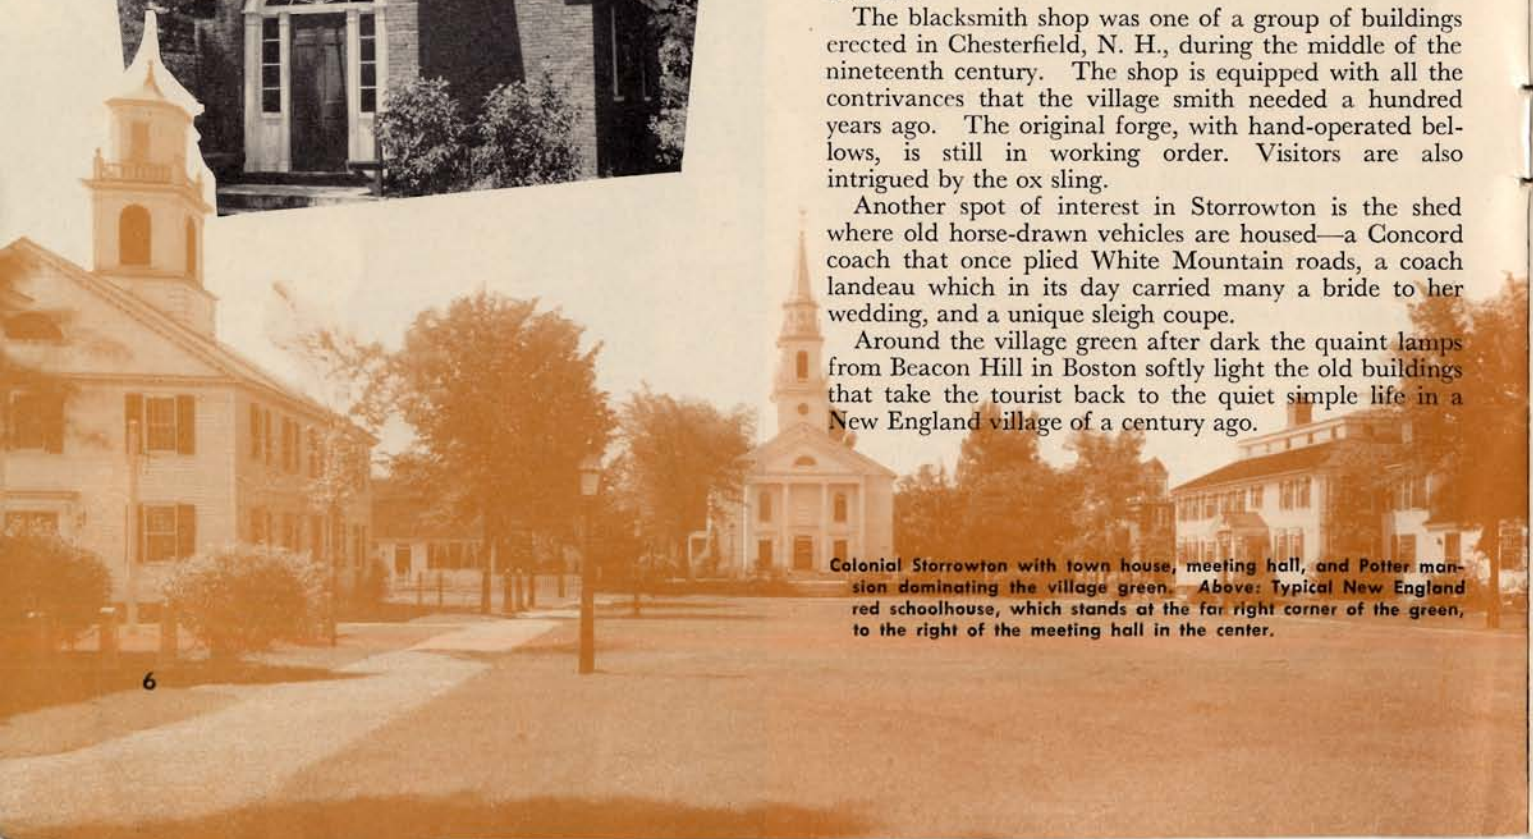 The blacksmith shop was one of a group of buildings
erected in Chesterfield, N. H., during the middle of the
nineteenth century. The shop is equipped with all the
contrivances that the village smith needed a hundred
years ago. The original forge, with hand-operated bel-
lows, is still in working order. Visitors are also
intrigued by the ox sling.
Another spot of interest in Storrowton is the shed
where old horse-drawn vehicles are housed—a Concord
coach that once plied White Mountain roads, a coach
landeau which in its day carried many a bride to her
wedding, and a unique sleigh coupe.
Around the village green after dark the quaint lamps
from Beacon Hill in Boston softly light the old buildings
that take the tourist back to the quiet simple life in a
New England village of a century ago.
Colonial Storrowton with town house, meeting hall, and Potter man-
sion dominating the village green. Above: Typical New England
red schoolhouse, which stands at the far right corner of the green,
to the right of the meeting hall in the center.
6